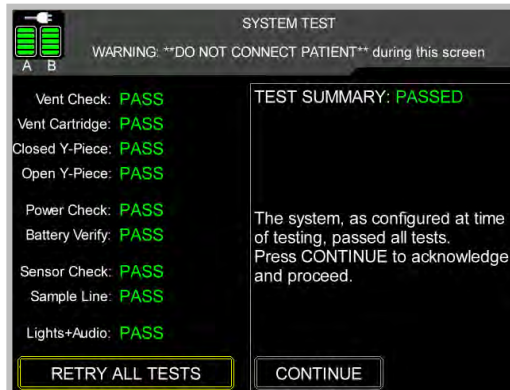 SYSTEM TEST
WARNING: **DO NOT CONNECT PATIENT** during this screen
A B
Vent Check: PASS
Vent Cartridge: PASS
Closed Y-Piece: PASS
Open Y-Piece: PASS
Power Check: PASS
Battery Verify: PASS
Sensor Check: PASS
Sample Line: PASS
Lights+Audio: PASS
RETRY ALL TESTS
TEST SUMMARY: PASSED
The system, as configured at time
of testing, passed all tests.
Press CONTINUE to acknowledge
and proceed.
CONTINUE